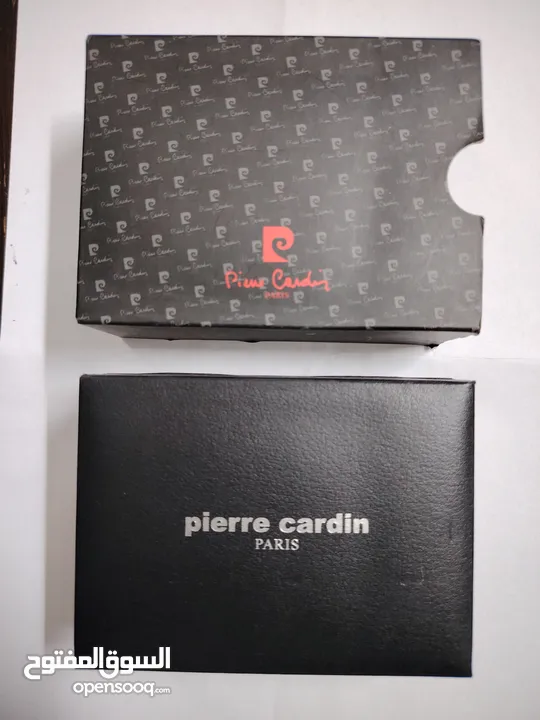 Pierre Cardin
PARIS
pierre cardin
PARIS
السوق المفتوح
opensooq.com